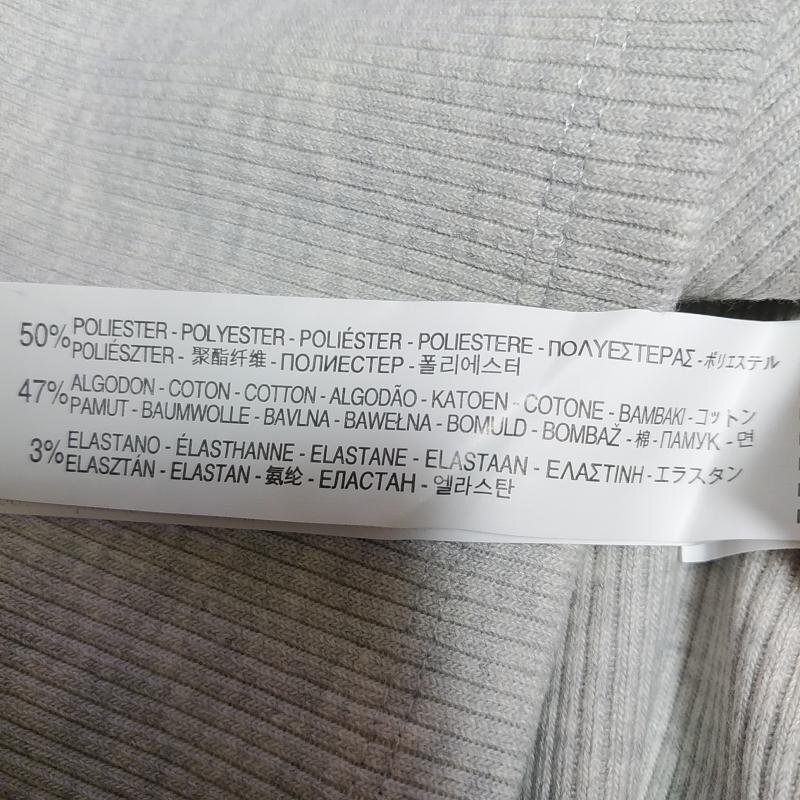 50% POLIESTER - POLYESTER - POLIÉSTER - POLIESTERE - ΠΟΛΥΕΣΤΕΡΑΣ - ポリエステル
POLIÉSZTER - 聚酯纤维 - ПОЛИЕСТЕР - 폴리에스터
47% ALGODON - COTON - COTTON - ALGODÃO - KATOEN - COTONE - BAMBAKI - コットン
PAMUT - BAUMWOLLE - BAVLNA - BAWEŁNA - BOMULD - BOMBAŽ - 棉 - ПАМУК - 면
3% ELASTANO - ÉLASTHANNE - ELASTANE - ELASTAAN - ΕΛΑΣΤΙΝΗ - エラスタン
ELASZTÁN - ELASTAN - 氨纶 - ЕЛАСТАН - 엘라스탄